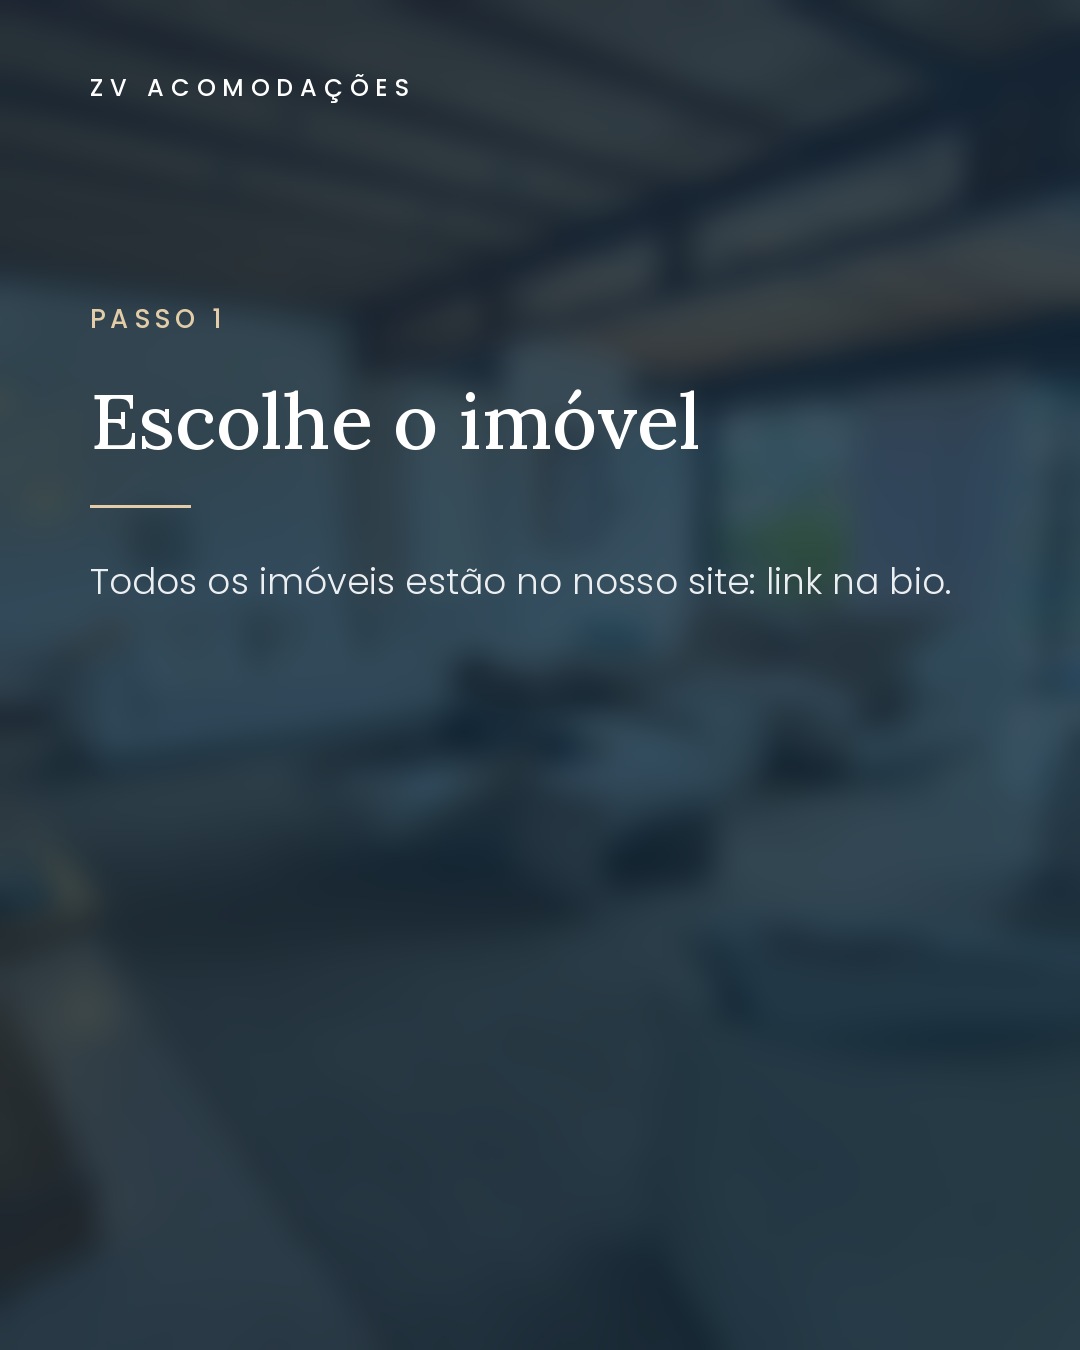 ZV ACOMODAÇÕES
PASSO 1
Escolhe o imóvel
Todos os imóveis estão no nosso site: link na bio.